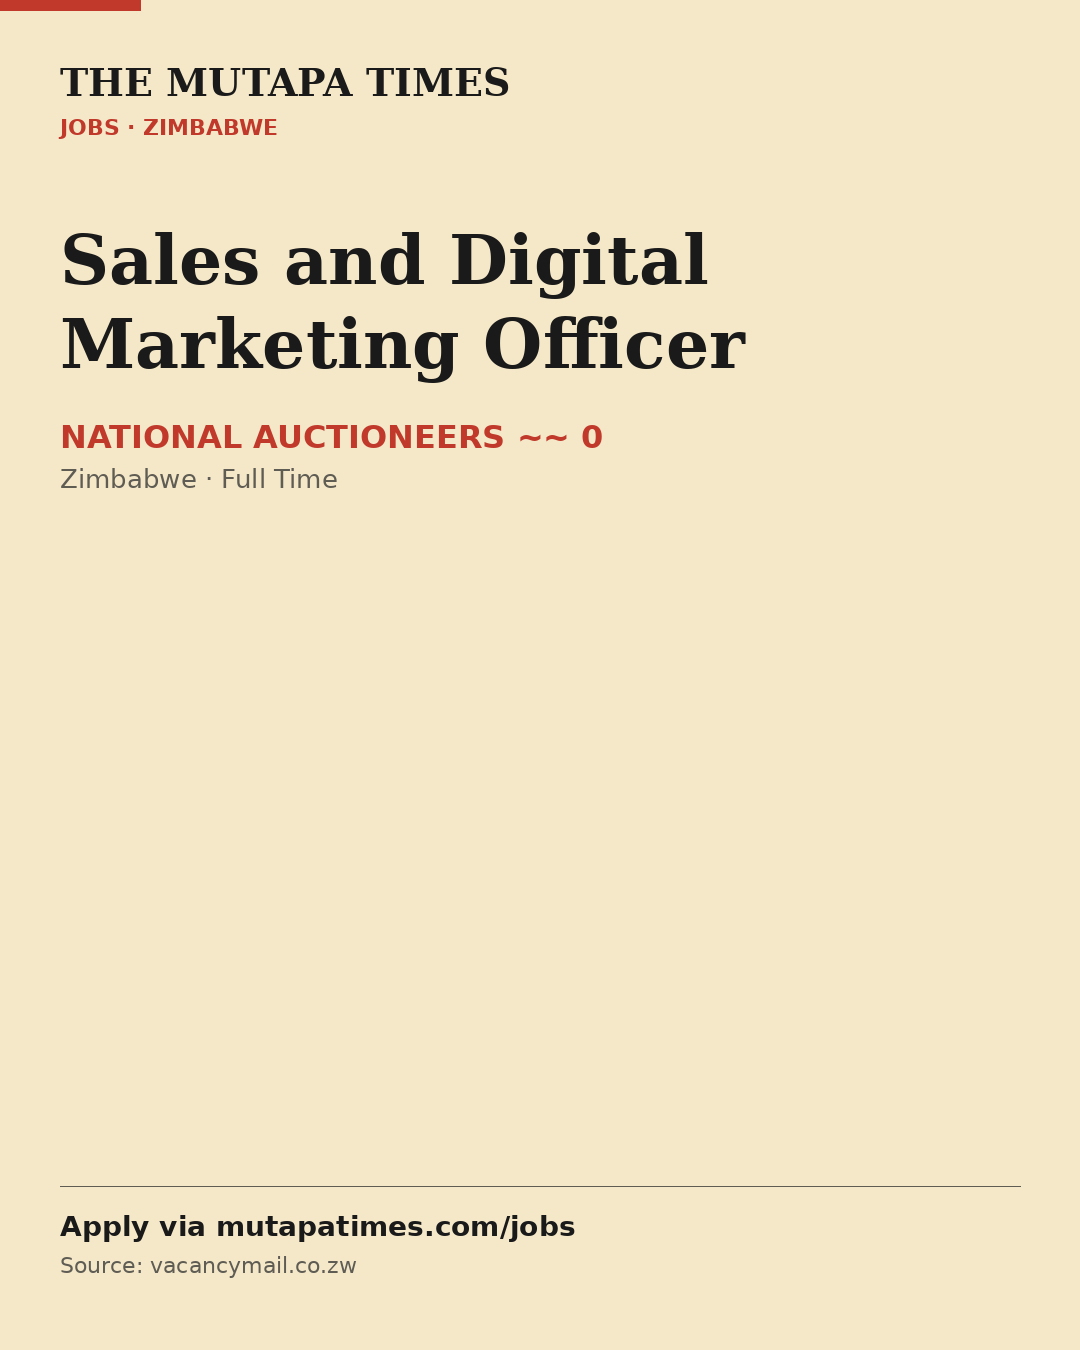 THE MUTAPA TIMES
JOBS · ZIMBABWE
Sales and Digital
Marketing Officer
NATIONAL AUCTIONEERS ~~ 0
Zimbabwe · Full Time
Apply via mutapatimes.com/jobs
Source: vacancymail.co.zw